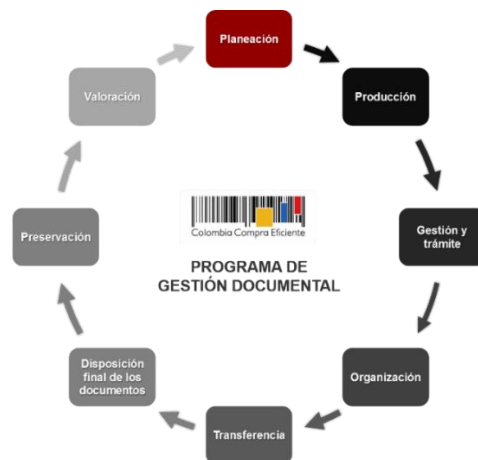 Planeación
Producción
Gestión y
trámite
Organización
Transferencia
Disposición
final de los
documentos
Preservación
Valoración
Colombia Compra Eficiente
PROGRAMA DE
GESTIÓN DOCUMENTAL